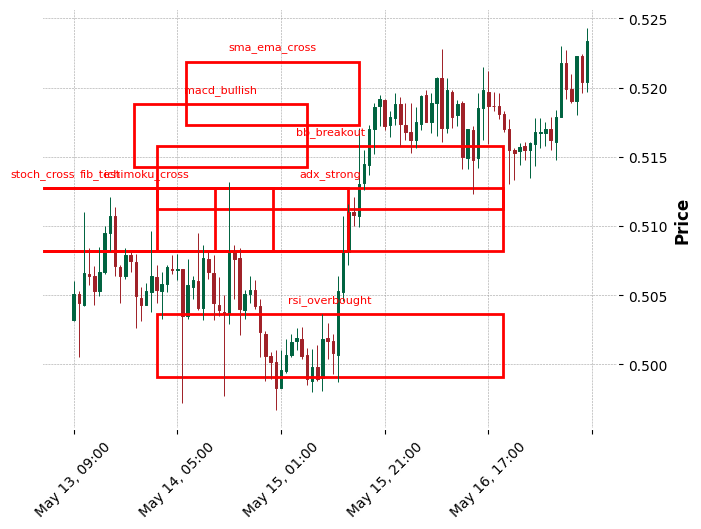 sma_ema_cross
macd_bullish
bb_breakout
stoch_cross
fib_test
ichimoku_cross
adx_strong
rsi_overbought
0.525
0.520
0.515
0.510
0.505
0.500
Price
May 13, 09:00
May 14, 05:00
May 15, 01:00
May 15, 21:00
May 16, 17:00